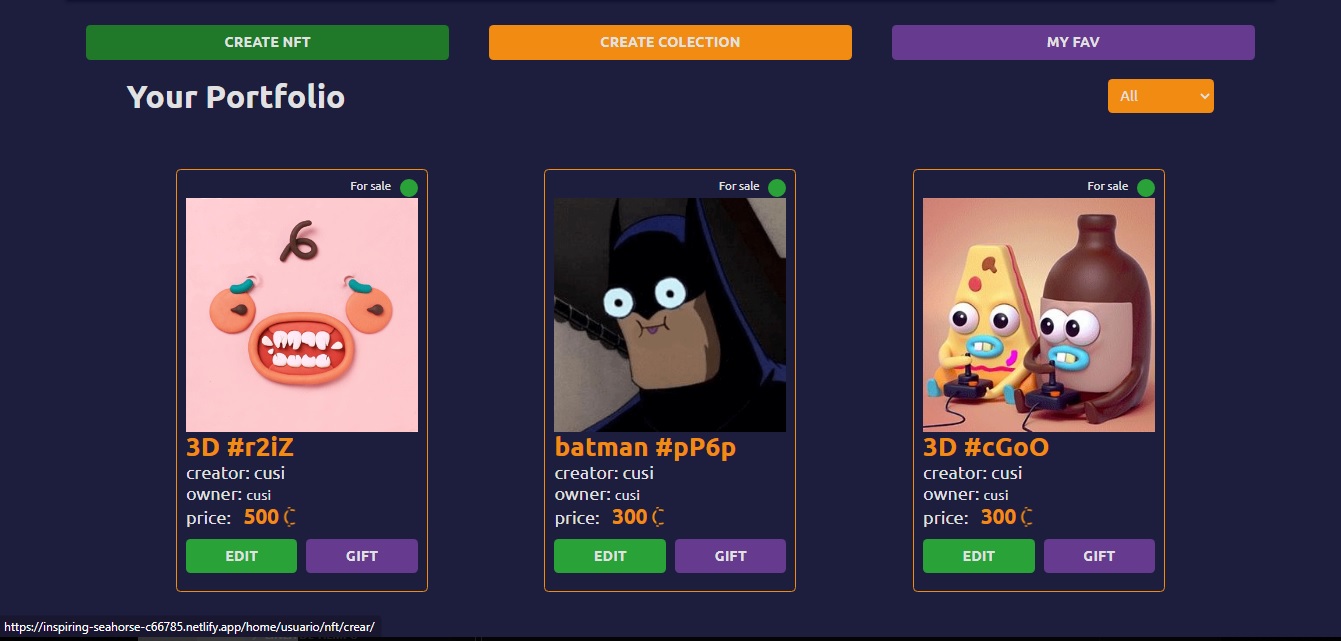 CREATE NFT
CREATE COLECTION
MY FAV
Your Portfolio
All
For sale
3D #r2iZ
creator: cusi
owner: cusi
price: 500
EDIT
GIFT
For sale
batman #pP6p
creator: cusi
owner: cusi
price: 300
EDIT
GIFT
For sale
3D #cGoO
creator: cusi
owner: cusi
price: 300
EDIT
GIFT
https://inspiring-seahorse-c66785.netlify.app/home/usuario/nft/crear/